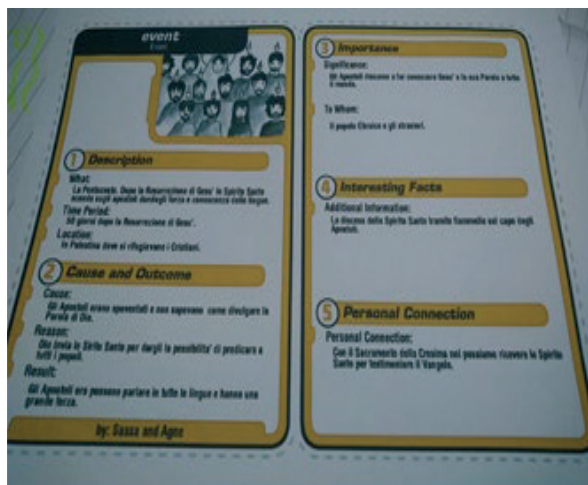 event
Event
1 Description
What:
La Pentecoste. Dopo la Resurrezione di Gesu' lo Spirito Santo
scende sugli apostoli dandogli forza e conoscenza delle lingue.
Time Period:
50 giorni dopo la Resurrezione di Gesu'.
Location:
In Palestina dove si rifugiavano i Cristiani.
2 Cause and Outcome
Cause:
Gli Apostoli erano spaventati e non sapevano come divulgare la
Parola di Dio.
Reason:
Dio invia lo Sirito Santo per dargli la possibilita' di predicare a
tutti i popoli.
Result:
Gli Apostoli ora possono parlare in tutte le lingue e hanno una
grande forza.
by: Sassa and Agne
3 Importance
Significance:
Gli Apostoli riescono a far conoscere Gesu' e la sua Parola a tutto
il mondo.
To Whom:
Il popolo Ebraico e gli stranieri.
4 Interesting Facts
Additional Information:
La discesa dello Spirito Santo tramite fiammelle sul capo degli
Apostoli.
5 Personal Connection
Personal Connection:
Con il Sacramento della Cresima noi possiamo ricevere lo Spirito
Santo per testimoniare il Vangelo.